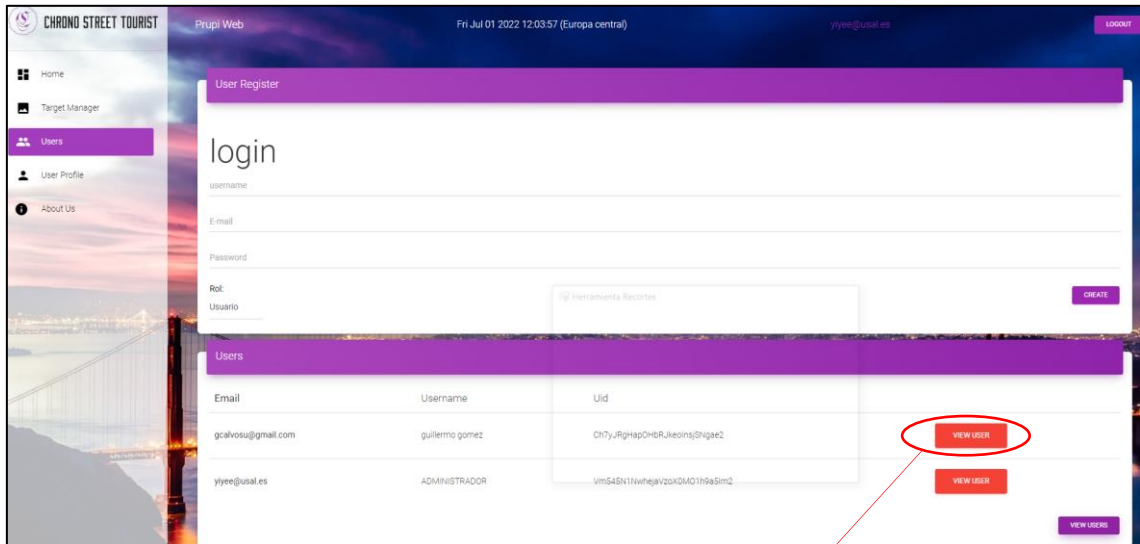 CHRONO STREET TOURIST
Prupi Web
Fri Jul 01 2022 12:03:57 (Europa central)
yiyee@usal.es
LOGOUT
Home
Target Manager
Users
User Profile
About Us
User Register
login
username
E-mail
Password
Rol:
Usuario
Herramienta Recortes
CREATE
Users
Email Username Uid
gcalvosu@gmail.com guillermo gomez VIEW USER
yiyee@usal.es ADMINISTRADOR VIEW USER
VIEW USERS